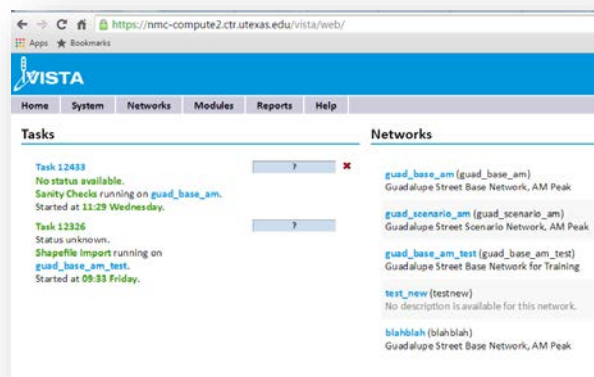 https://nmc-compute2.ctr.utexas.edu/vista/web/
Apps Bookmarks
VISTA
Home System Networks Modules Reports Help
Tasks
Task 12433 ?
No status available.
Sanity Checks running on guad_base_am.
Started at 11:29 Wednesday.
Task 12326 ?
Status unknown.
Shapefile Import running on
guad_base_am_test.
Started at 09:33 Friday.
Networks
guad_base_am (guad_base_am)
Guadalupe Street Base Network, AM Peak
guad_scenario_am (guad_scenario_am)
Guadalupe Street Scenario Network, AM Peak
guad_base_am_test (guad_base_am_test)
Guadalupe Street Base Network for Training
test_new (testnew)
No description is available for this network.
blahblah (blahblah)
Guadalupe Street Base Network, AM Peak